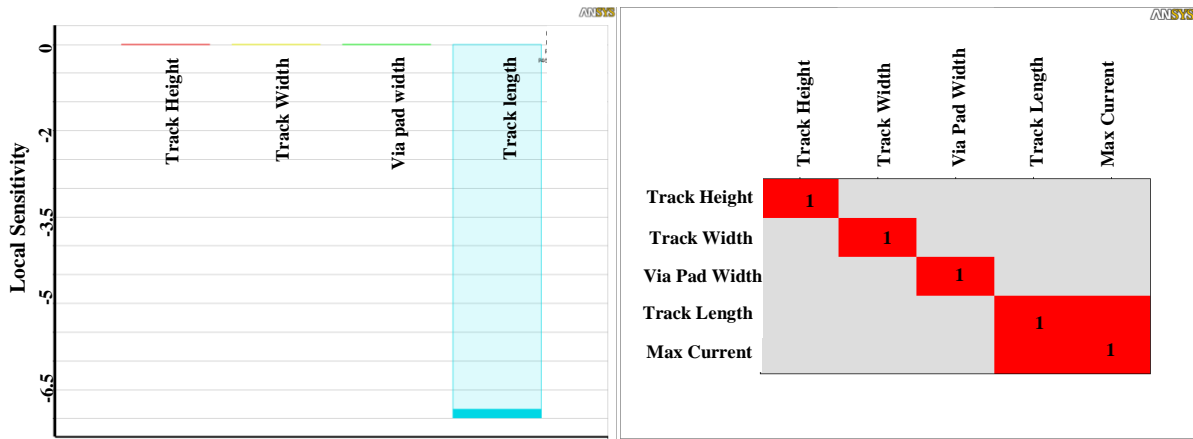 ANSYS
0
-2
-3.5
-5
-6.5
Local Sensitivity
Track Height
Track Width
Via pad width
Track length
ANSYS
Track Height
Track Width
Via Pad Width
Track Length
Max Current
Track Height
1
Track Width
1
Via Pad Width
1
Track Length
1
Max Current
1